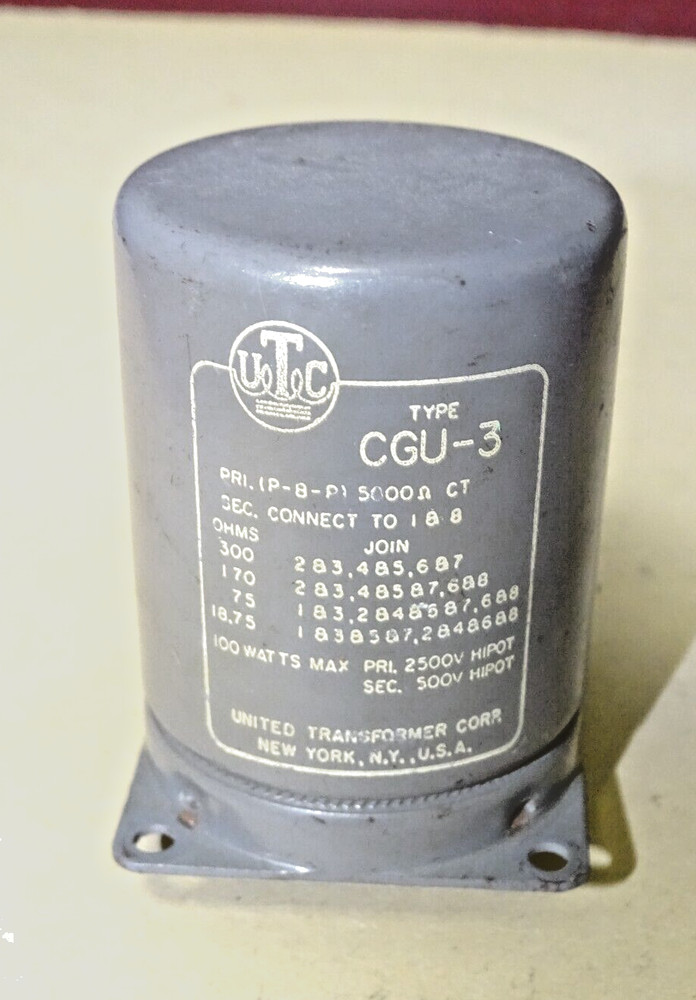 UTC
TYPE
CGU-3
PRI. (P-B-P) 5000Ω CT
SEC. CONNECT TO 1 & 8
OHMS JOIN
300 2&3,4&5,6&7
170 2&3,4&5&7,6&8
75 1&3,2&4&5&7,6&8
18.75 1&3&5&7,2&4&6&8
100 WATTS MAX PRI. 2500V HIPOT
SEC. 500V HIPOT
UNITED TRANSFORMER CORP.
NEW YORK, N.Y., U.S.A.